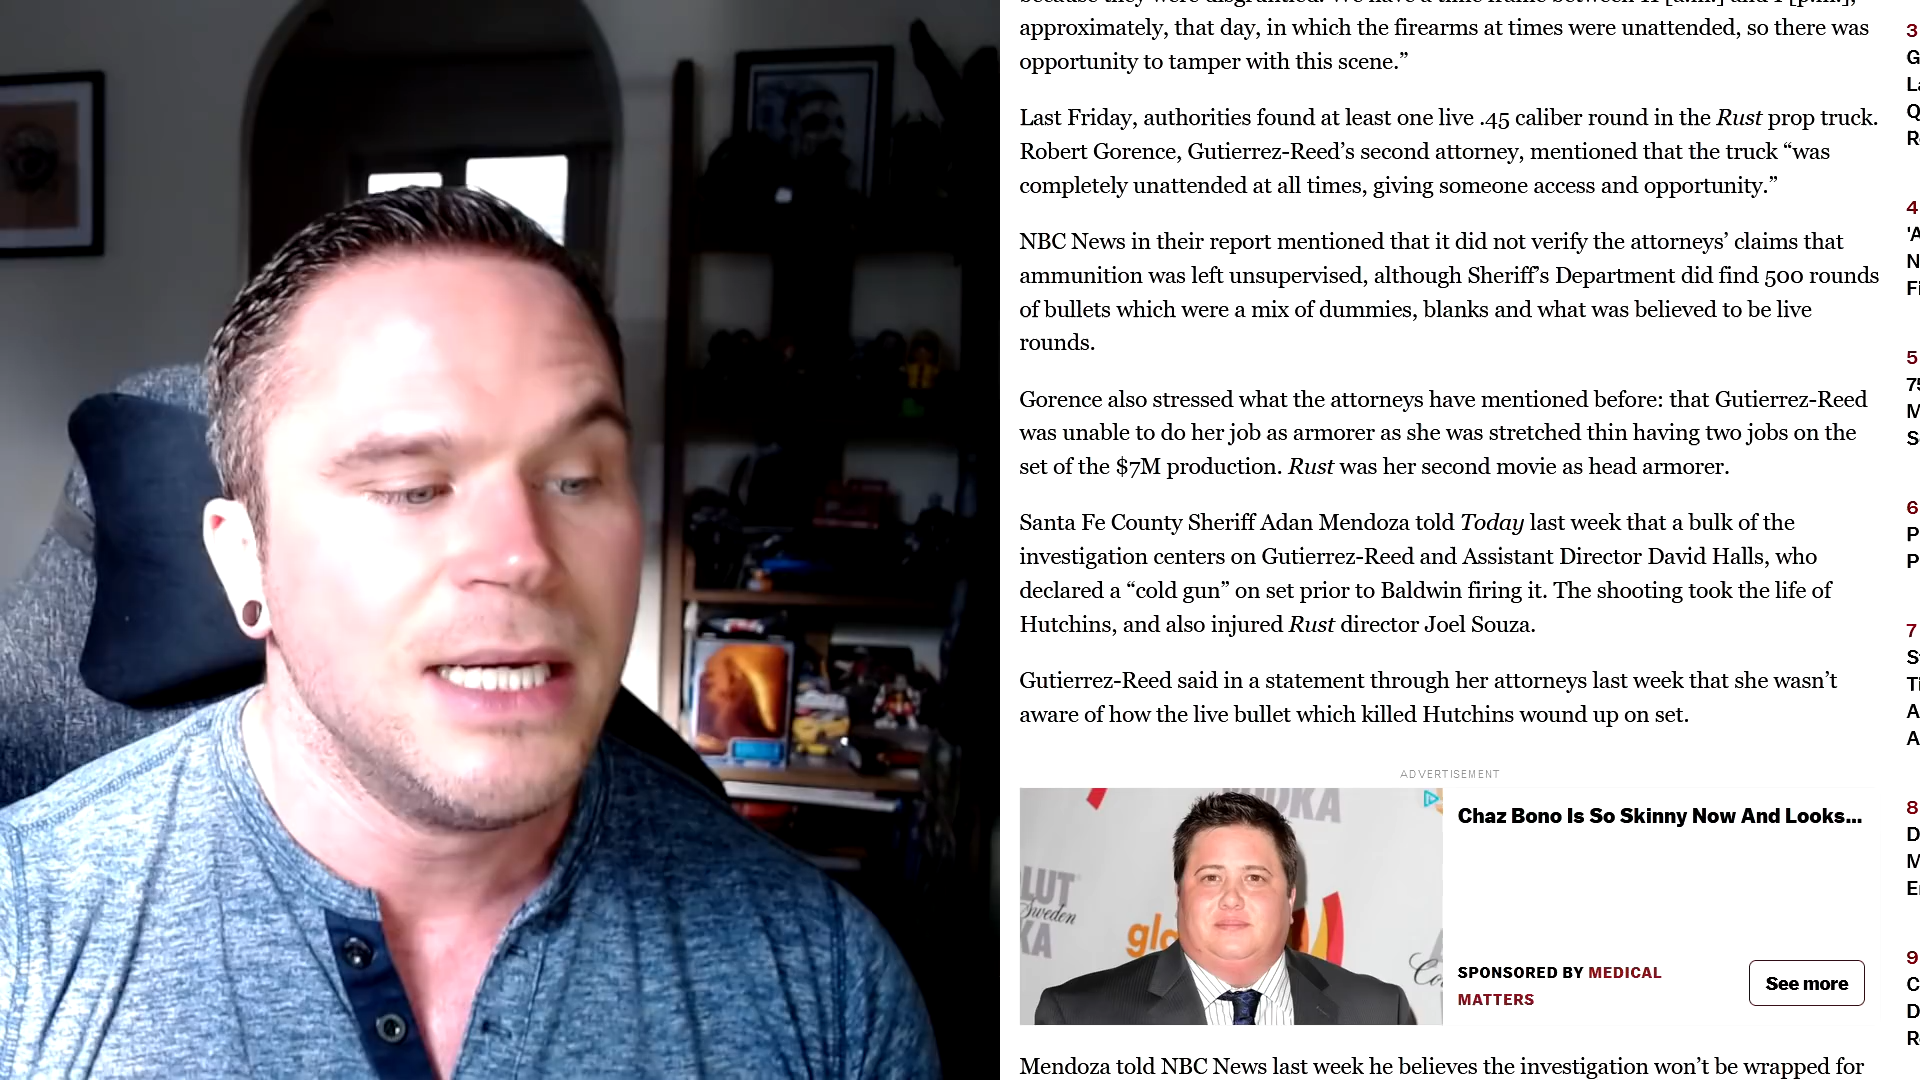 because they were disgruntled. We have a time frame between 11 [a.m.] and 1 [p.m.],
approximately, that day, in which the firearms at times were unattended, so there was
opportunity to tamper with this scene.”
Last Friday, authorities found at least one live .45 caliber round in the Rust prop truck.
Robert Gorence, Gutierrez-Reed’s second attorney, mentioned that the truck “was
completely unattended at all times, giving someone access and opportunity.”
NBC News in their report mentioned that it did not verify the attorneys’ claims that
ammunition was left unsupervised, although Sheriff’s Department did find 500 rounds
of bullets which were a mix of dummies, blanks and what was believed to be live
rounds.
Gorence also stressed what the attorneys have mentioned before: that Gutierrez-Reed
was unable to do her job as armorer as she was stretched thin having two jobs on the
set of the $7M production. Rust was her second movie as head armorer.
Santa Fe County Sheriff Adan Mendoza told Today last week that a bulk of the
investigation centers on Gutierrez-Reed and Assistant Director David Halls, who
declared a “cold gun” on set prior to Baldwin firing it. The shooting took the life of
Hutchins, and also injured Rust director Joel Souza.
Gutierrez-Reed said in a statement through her attorneys last week that she wasn’t
aware of how the live bullet which killed Hutchins wound up on set.
ADVERTISEMENT
Chaz Bono Is So Skinny Now And Looks...
SPONSORED BY MEDICAL
MATTERS
See more
Mendoza told NBC News last week he believes the investigation won’t be wrapped for
3
4
5
6
7
8
9